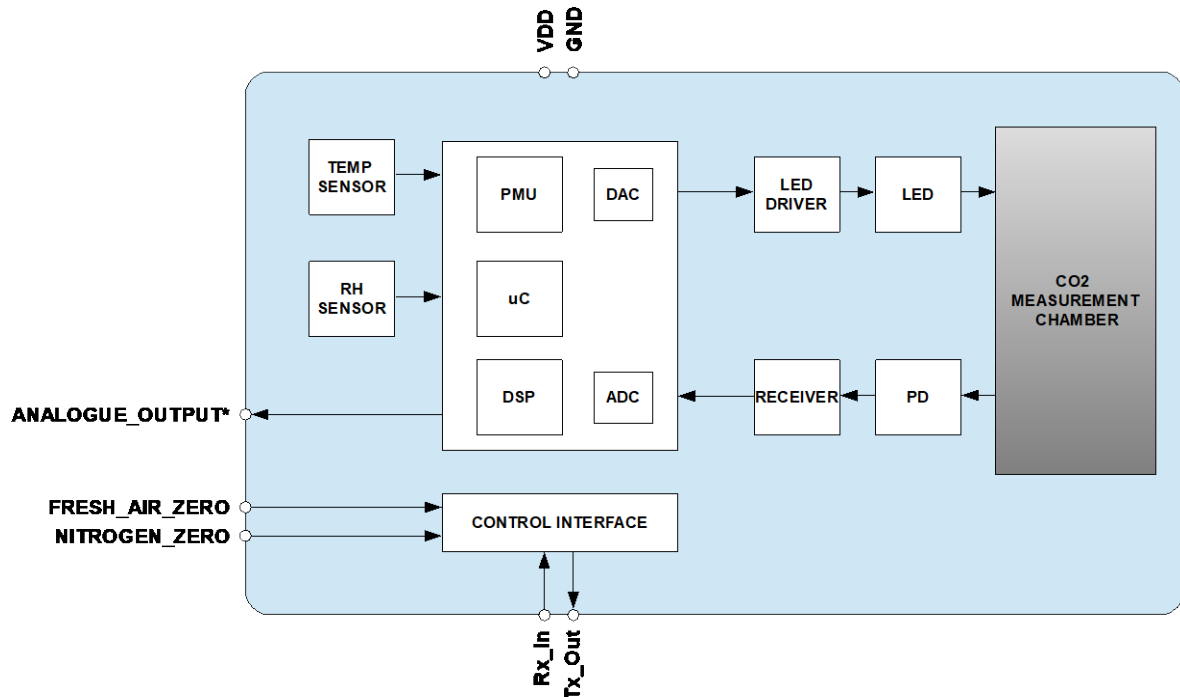 VDD
GND
TEMP
SENSOR
PMU
DAC
LED
DRIVER
LED
CO2
MEASUREMENT
CHAMBER
RH
SENSOR
uC
DSP
ADC
RECEIVER
PD
ANALOGUE_OUTPUT*
FRESH_AIR_ZERO
NITROGEN_ZERO
CONTROL INTERFACE
Rx_In
Tx_Out